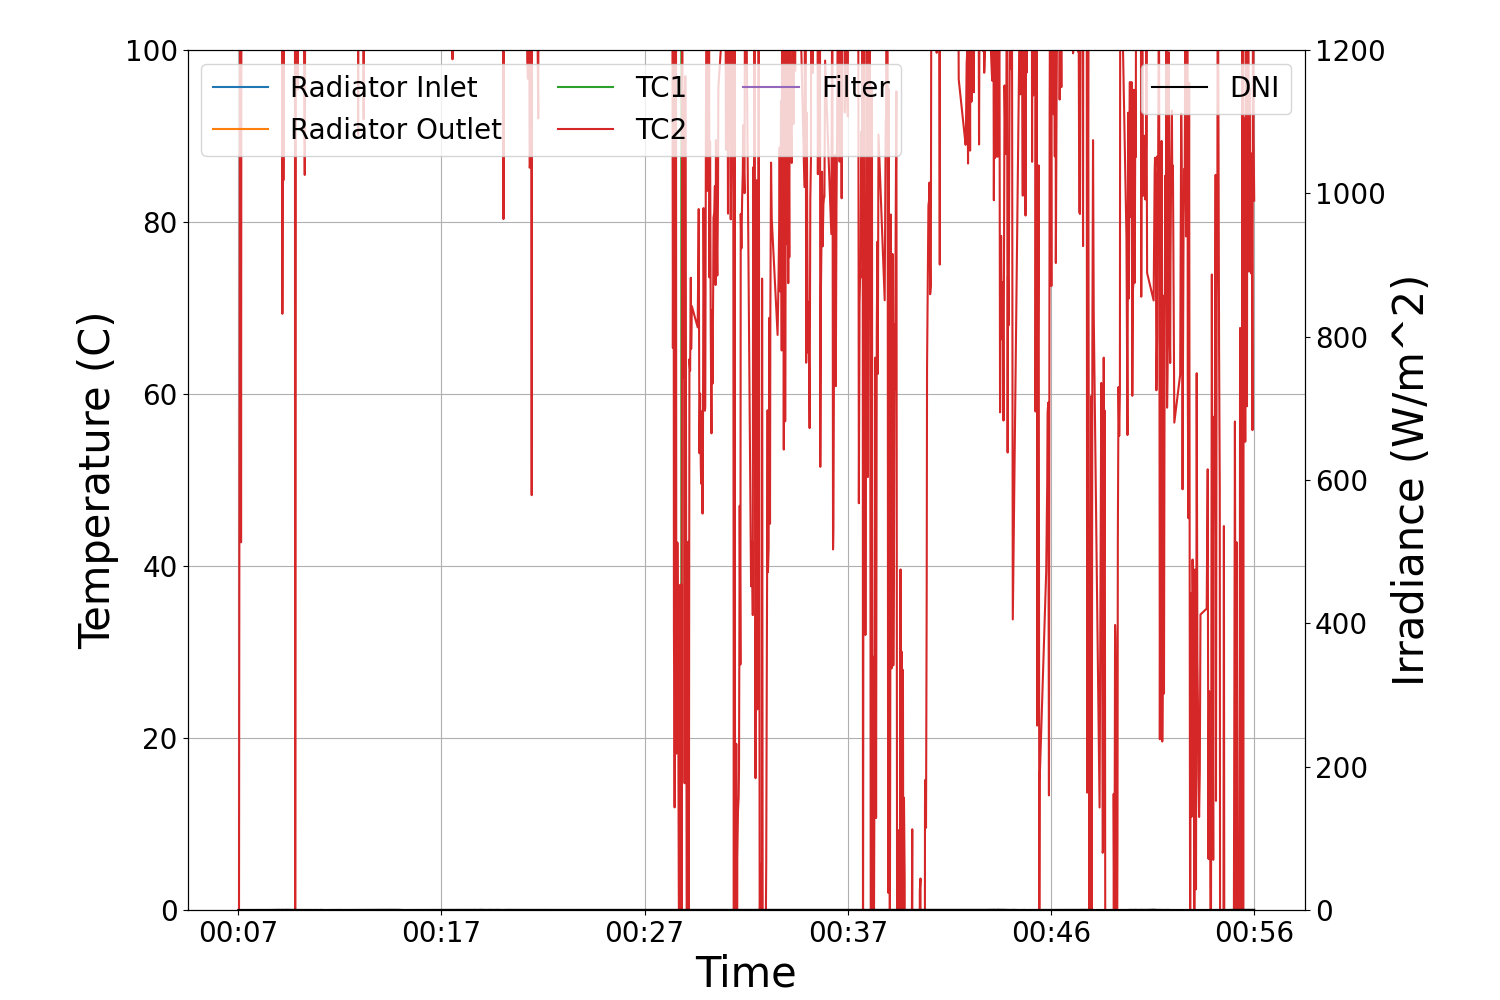 100
80
60
40
20
0
Temperature (C)
Radiator Inlet
Radiator Outlet
TC1
TC2
Filter
DNI
1200
1000
800
600
400
200
0
Irradiance (W/m^2)
00:07 00:17 00:27 00:37 00:46 00:56
Time